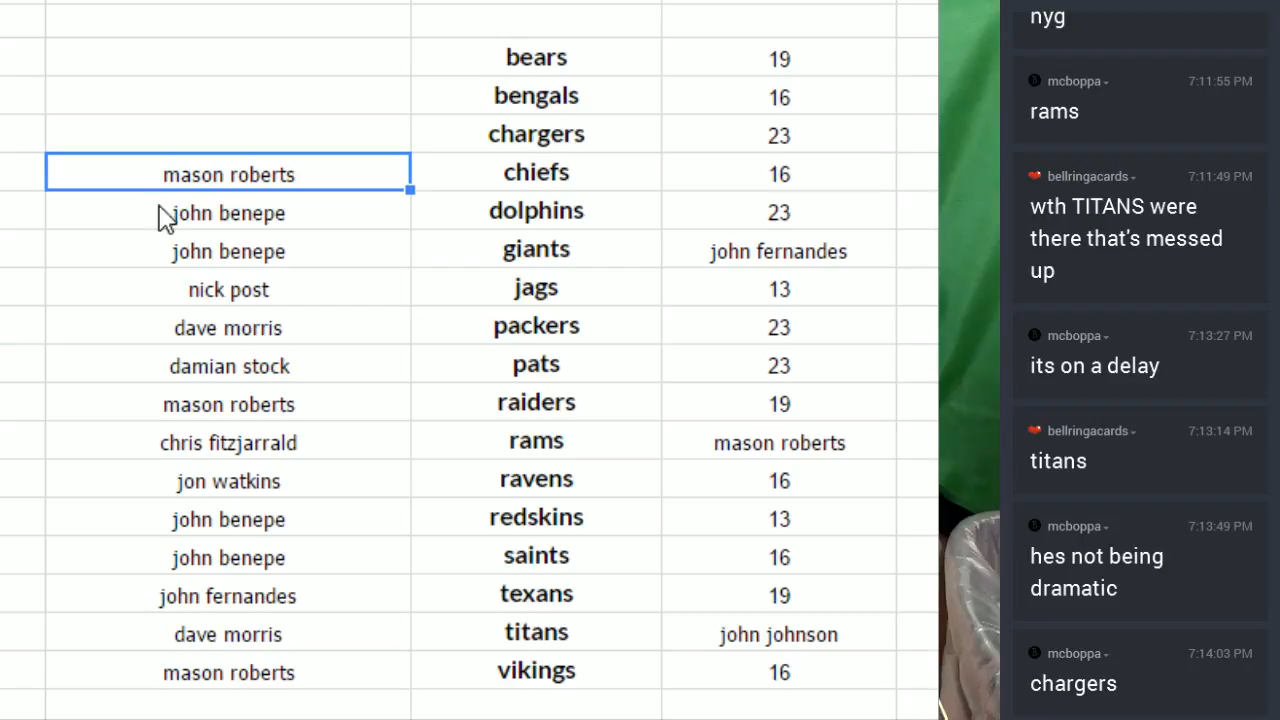 bears 19
bengals 16
chargers 23
mason roberts chiefs 16
john benepe dolphins 23
john benepe giants john fernandes
nick post jags 13
dave morris packers 23
damian stock pats 23
mason roberts raiders 19
chris fitzjarrald rams mason roberts
jon watkins ravens 16
john benepe redskins 13
john benepe saints 16
john fernandes texans 19
dave morris titans john johnson
mason roberts vikings 16
nyg
mcboppa 7:11:55 PM
rams
bellringacards 7:11:49 PM
wth TITANS were
there that's messed
up
mcboppa 7:13:27 PM
its on a delay
bellringacards 7:13:14 PM
titans
mcboppa 7:13:49 PM
hes not being
dramatic
mcboppa 7:14:03 PM
chargers